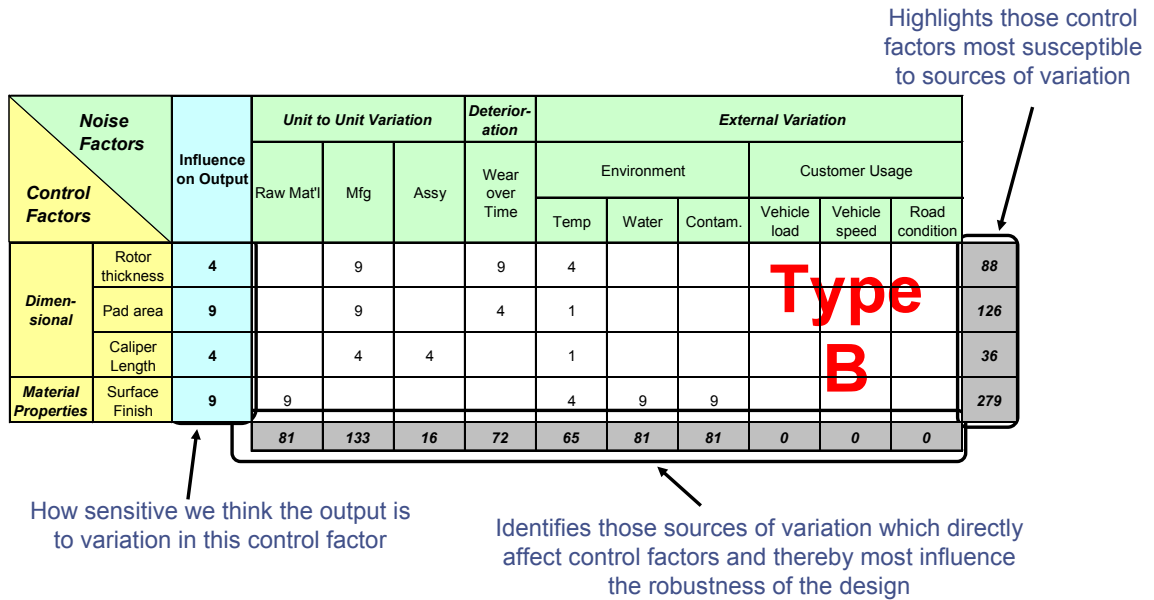 Highlights those control
factors most susceptible
to sources of variation
Noise
Factors
Control
Factors
Influence
on Output
Unit to Unit Variation
Deterior-
ation
External Variation
Raw Mat'l
Mfg
Assy
Wear
over
Time
Environment
Customer Usage
Temp
Water
Contam.
Vehicle
load
Vehicle
speed
Road
condition
Dimen-
sional
Rotor
thickness
4 9 9 4 88
Pad area 9 9 4 1 126
Caliper
Length
4 4 4 1 36
Type
B
Material
Properties
Surface
Finish
9 9 4 9 9 279
81 133 16 72 65 81 81 0 0 0
How sensitive we think the output is
to variation in this control factor
Identifies those sources of variation which directly
affect control factors and thereby most influence
the robustness of the design